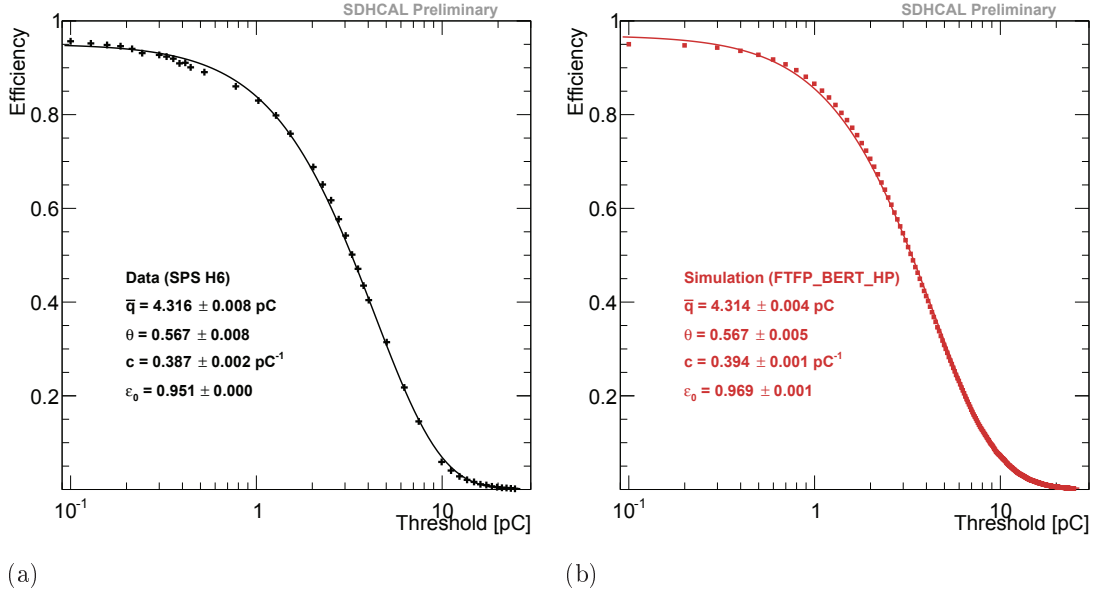 SDHCAL Preliminary
Efficiency
1
0.8
0.6
0.4
0.2
Data (SPS H6)
q̅ = 4.316 ± 0.008 pC
θ = 0.567 ± 0.008
c = 0.387 ± 0.002 pC⁻¹
ε₀ = 0.951 ± 0.000
10⁻¹ 1 10
Threshold [pC]
(a)
SDHCAL Preliminary
Efficiency
1
0.8
0.6
0.4
0.2
Simulation (FTFP_BERT_HP)
q̅ = 4.314 ± 0.004 pC
θ = 0.567 ± 0.005
c = 0.394 ± 0.001 pC⁻¹
ε₀ = 0.969 ± 0.001
10⁻¹ 1 10
Threshold [pC]
(b)